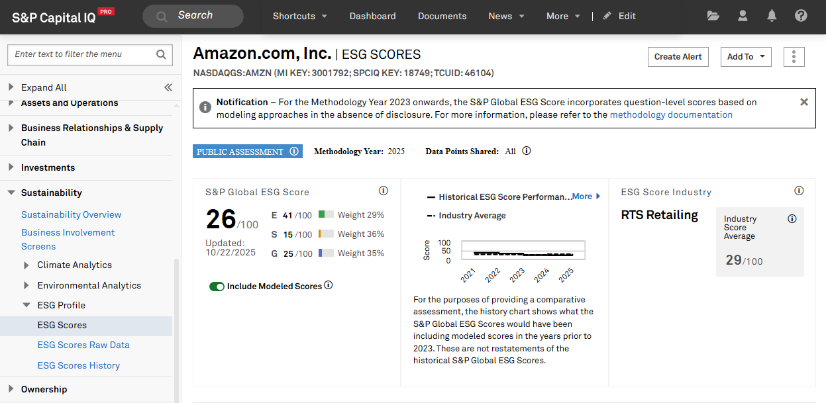 S&P Capital IQ PRO
Search
Shortcuts
Dashboard
Documents
News
More
Edit
Enter text to filter the menu
Expand All
Assets and Operations
Business Relationships & Supply
Chain
Investments
Sustainability
Sustainability Overview
Business Involvement
Screens
Climate Analytics
Environmental Analytics
ESG Profile
ESG Scores
ESG Scores Raw Data
ESG Scores History
Ownership
Amazon.com, Inc. | ESG SCORES
NASDAQGS:AMZN (MI KEY: 3001792; SPCIQ KEY: 18749; TCUID: 46104)
Create Alert
Add To
Notification – For the Methodology Year 2023 onwards, the S&P Global ESG Score incorporates question-level scores based on
modeling approaches in the absence of disclosure. For more information, please refer to the methodology documentation
PUBLIC ASSESSMENT
Methodology Year: 2025
Data Points Shared: All
S&P Global ESG Score
26/100
Updated:
10/22/2025
E 41 /100 Weight 29%
S 15 /100 Weight 36%
G 25 /100 Weight 35%
Include Modeled Scores
Historical ESG Score Performan... More
Industry Average
Score
100
50
0
2021
2022
2023
2024
2025
For the purposes of providing a comparative
assessment, the history chart shows what the
S&P Global ESG Scores would have been
including modeled scores in the years prior to
2023. These are not restatements of the
historical S&P Global ESG Scores.
ESG Score Industry
RTS Retailing
Industry
Score
Average
29/100